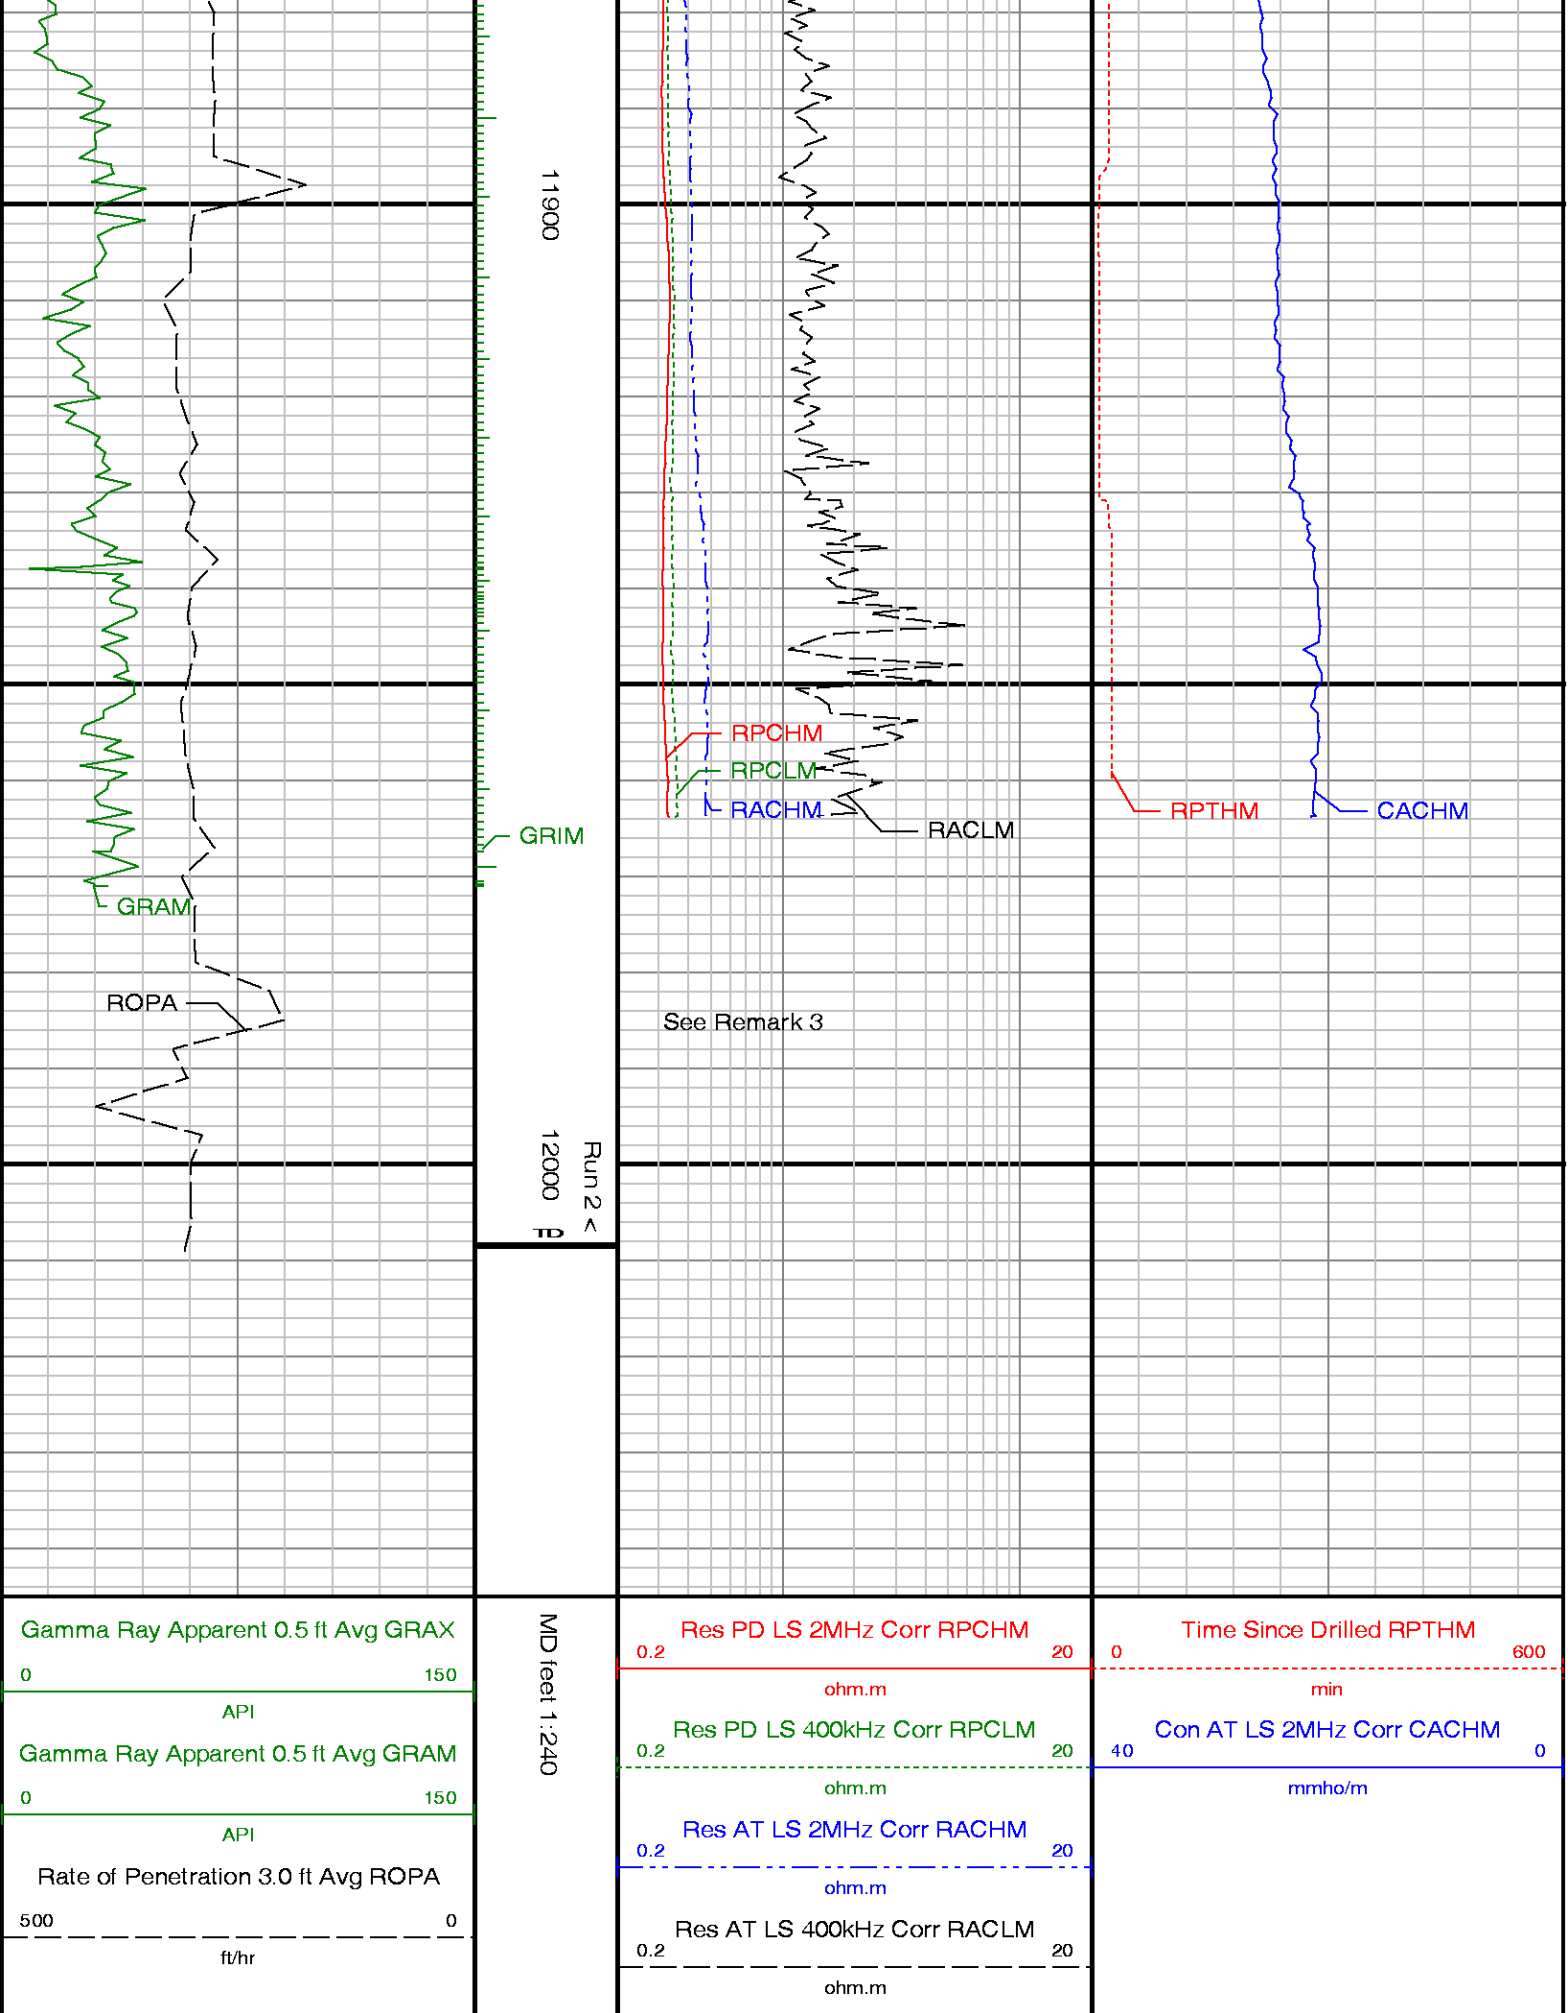 11900
RPCHM
RPCLM
RACHM
RACLM
RPTHM
CACHM
GRIM
GRAM
ROPA
See Remark 3
12000
Run 2 <
TD
Gamma Ray Apparent 0.5 ft Avg GRAX
0 150
API
Gamma Ray Apparent 0.5 ft Avg GRAM
0 150
API
Rate of Penetration 3.0 ft Avg ROPA
500 0
ft/hr
MD feet 1:240
Res PD LS 2MHz Corr RPCHM
0.2 20
ohm.m
Res PD LS 400kHz Corr RPCLM
0.2 20
ohm.m
Res AT LS 2MHz Corr RACHM
0.2 20
ohm.m
Res AT LS 400kHz Corr RACLM
0.2 20
ohm.m
Time Since Drilled RPTHM
0 600
min
Con AT LS 2MHz Corr CACHM
40 0
mmho/m